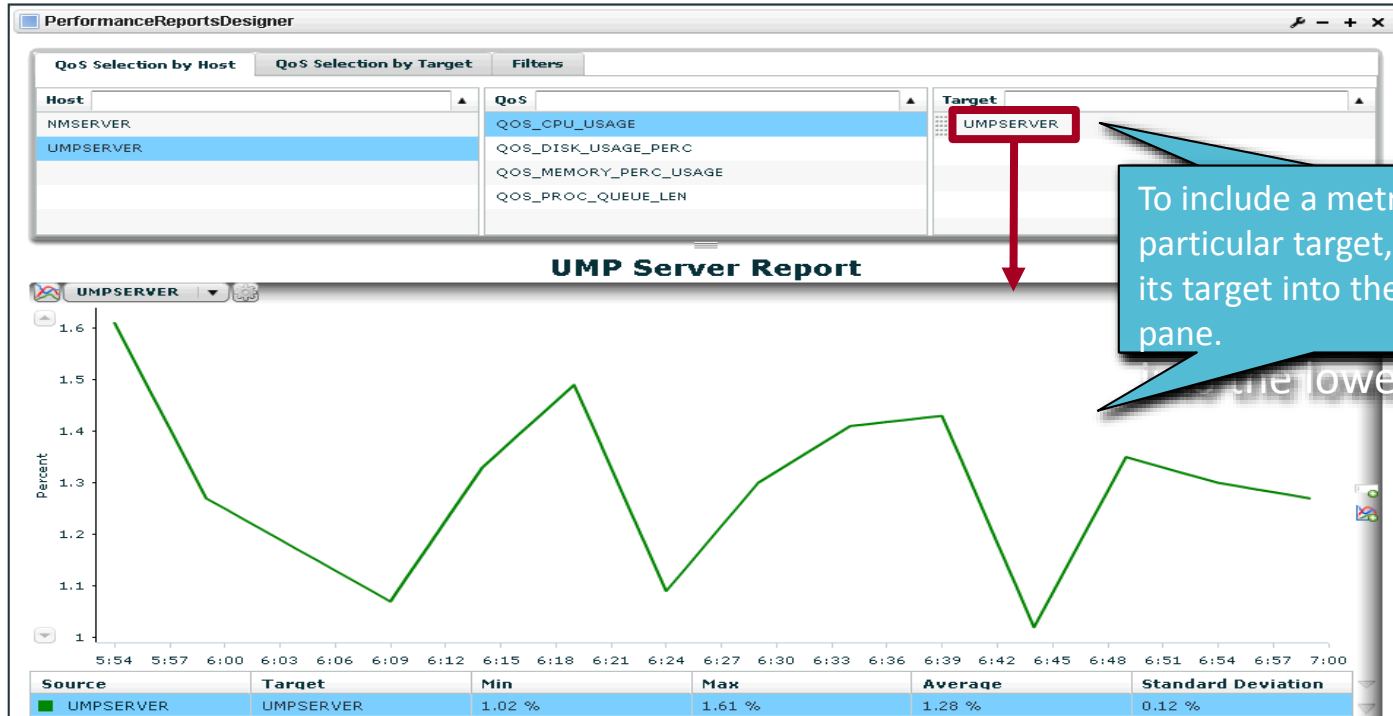 PerformanceReportsDesigner
QoS Selection by Host QoS Selection by Target Filters
Host QoS Target
NMSERVER QOS_CPU_USAGE UMPSERVER
UMPSERVER QOS_DISK_USAGE_PERC
QOS_MEMORY_PERC_USAGE
QOS_PROC_QUEUE_LEN
To include a
particular target,
its target into the
pane.
the
UMP Server Report
UMPSERVER
Percent
1.6
1.5
1.4
1.3
1.2
1.1
1
5:54 5:57 6:00 6:03 6:06 6:09 6:12 6:15 6:18 6:21 6:24 6:27 6:30 6:33 6:36 6:39 6:42 6:45 6:48 6:51 6:54 6:57 7:00
Source Target Min Max Average Standard Deviation
UMPSERVER UMPSERVER 1.02 % 1.61 % 1.28 % 0.12 %